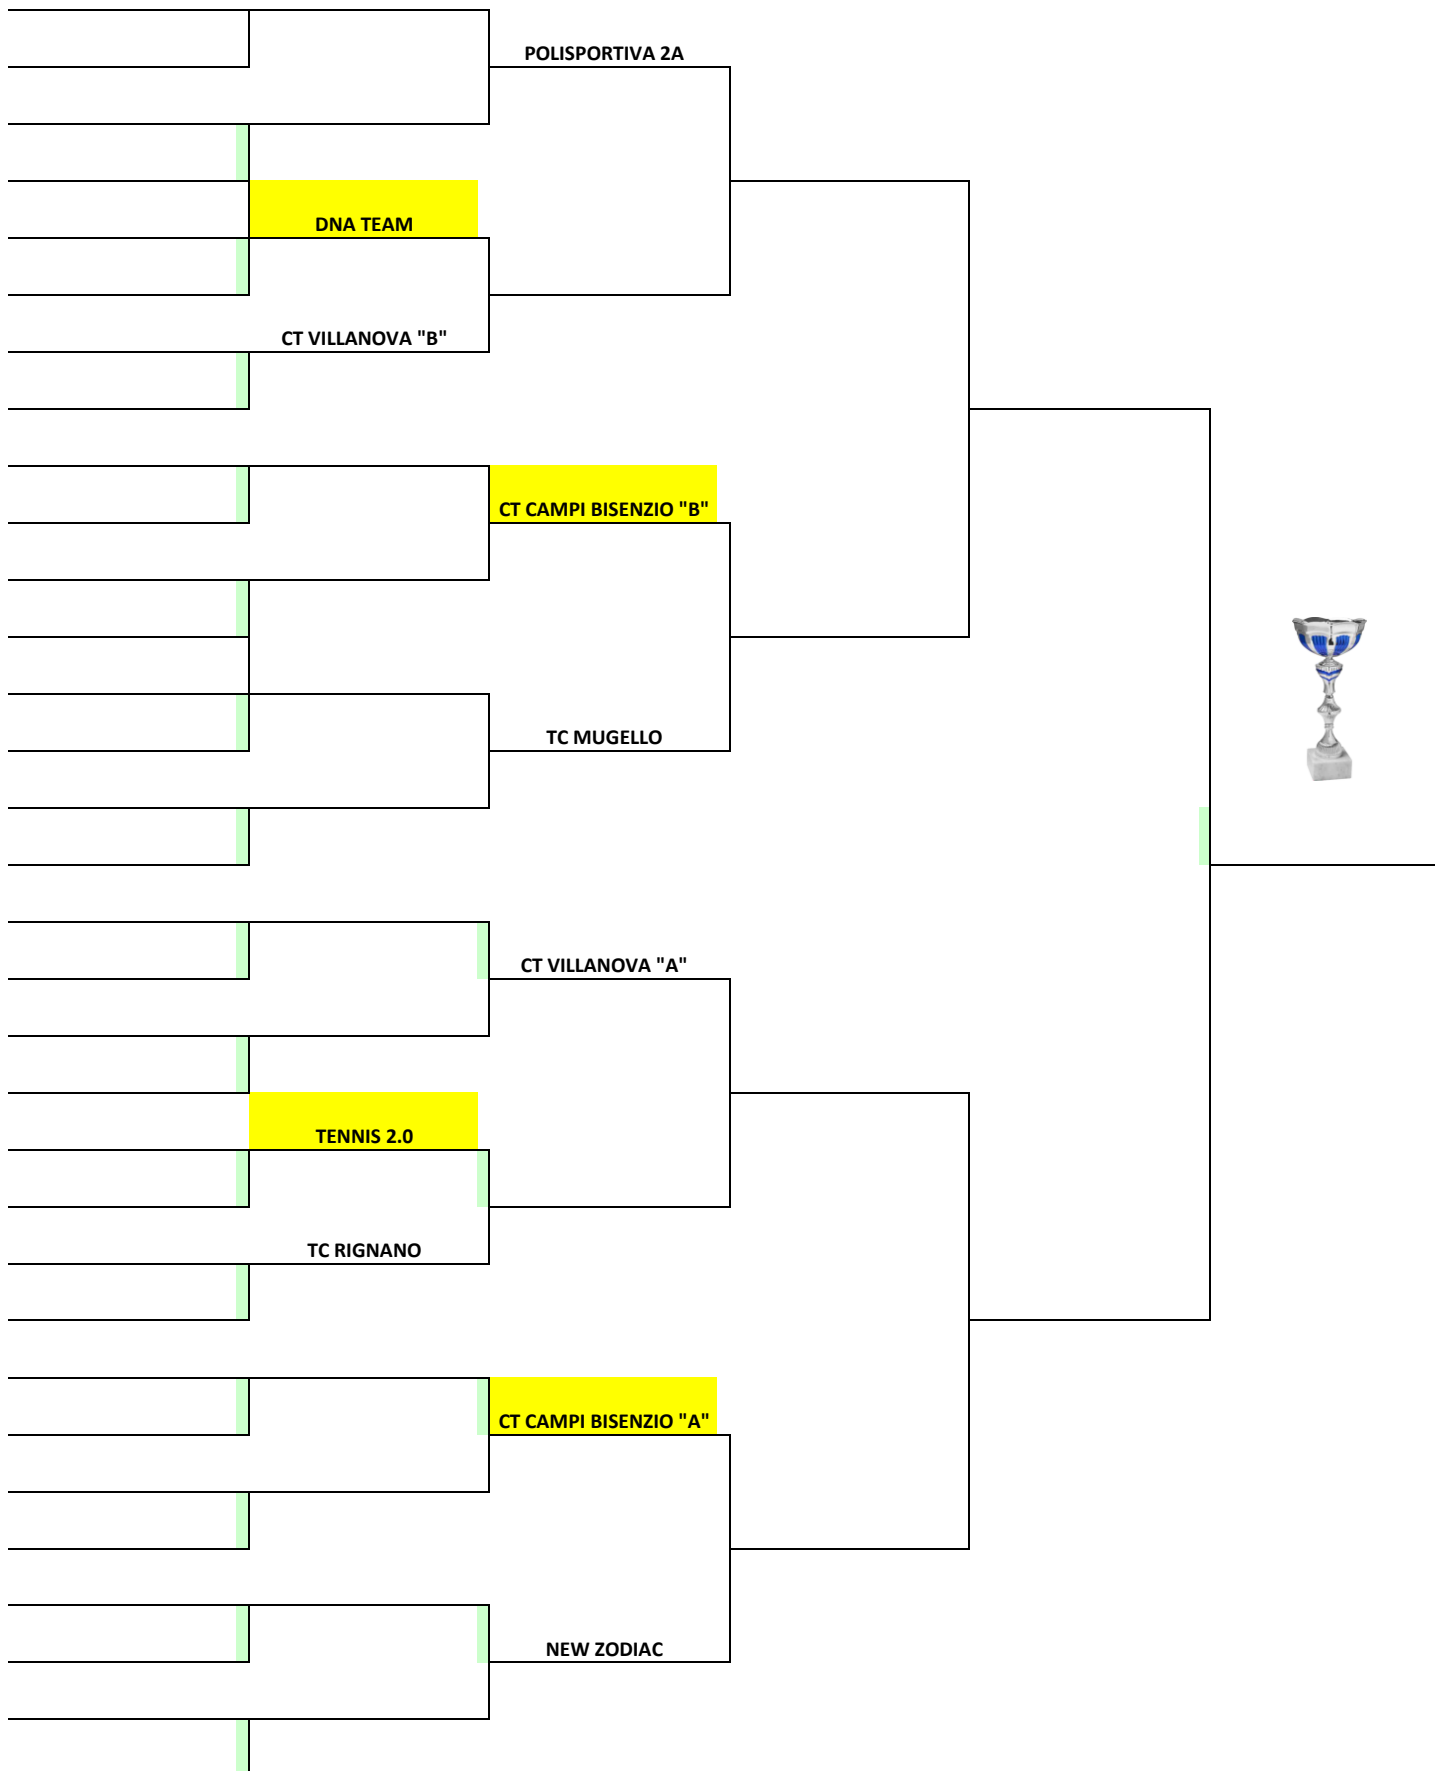 POLISPORTIVA 2A
DNA TEAM
CT VILLANOVA "B"
CT CAMPI BISENZIO "B"
TC MUGELLO
CT VILLANOVA "A"
TENNIS 2.0
TC RIGNANO
CT CAMPI BISENZIO "A"
NEW ZODIAC